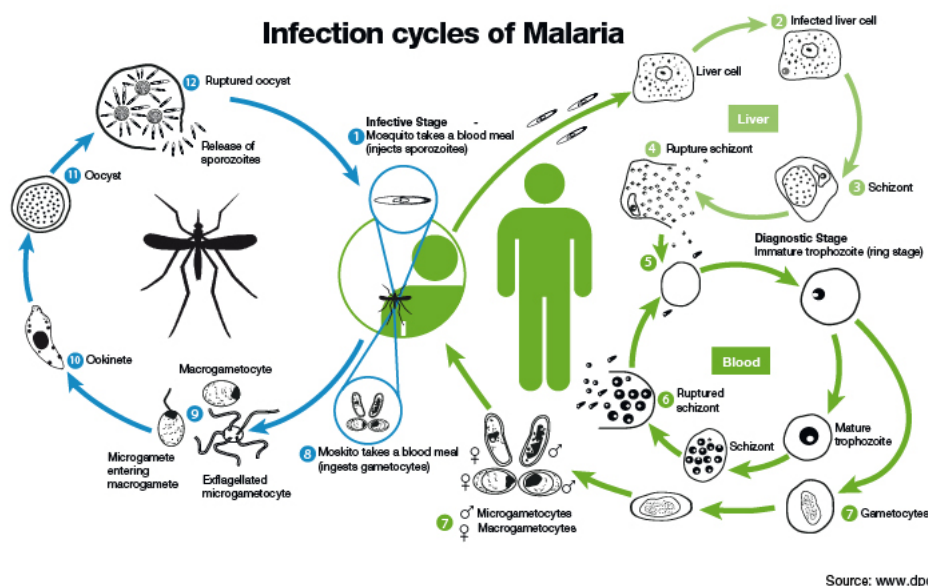 Infection cycles of Malaria
2 Infected liver cell
Liver cell
12 Ruptured oocyst
Release of
sporozoites
Infective Stage -
1 Mosquito takes a blood meal
(injects sporozoites)
Liver
4 Rupture schizont
3 Schizont
11 Oocyst
Diagnostic Stage
Immature trophozoite (ring stage)
5
10 Ookinete
Blood
Macrogametocyte
9
6 Ruptured
schizont
Mature
trophozoite
Schizont
Microgamete
entering
macrogamete
Exflagellated
microgametocyte
8 Moskito takes a blood meal
(ingests gametocytes)
♀ ♂
♀ ♂
7 ♂ Microgametocytes
♀ Macrogametocytes
7 Gametocytes
Source: www.dpd